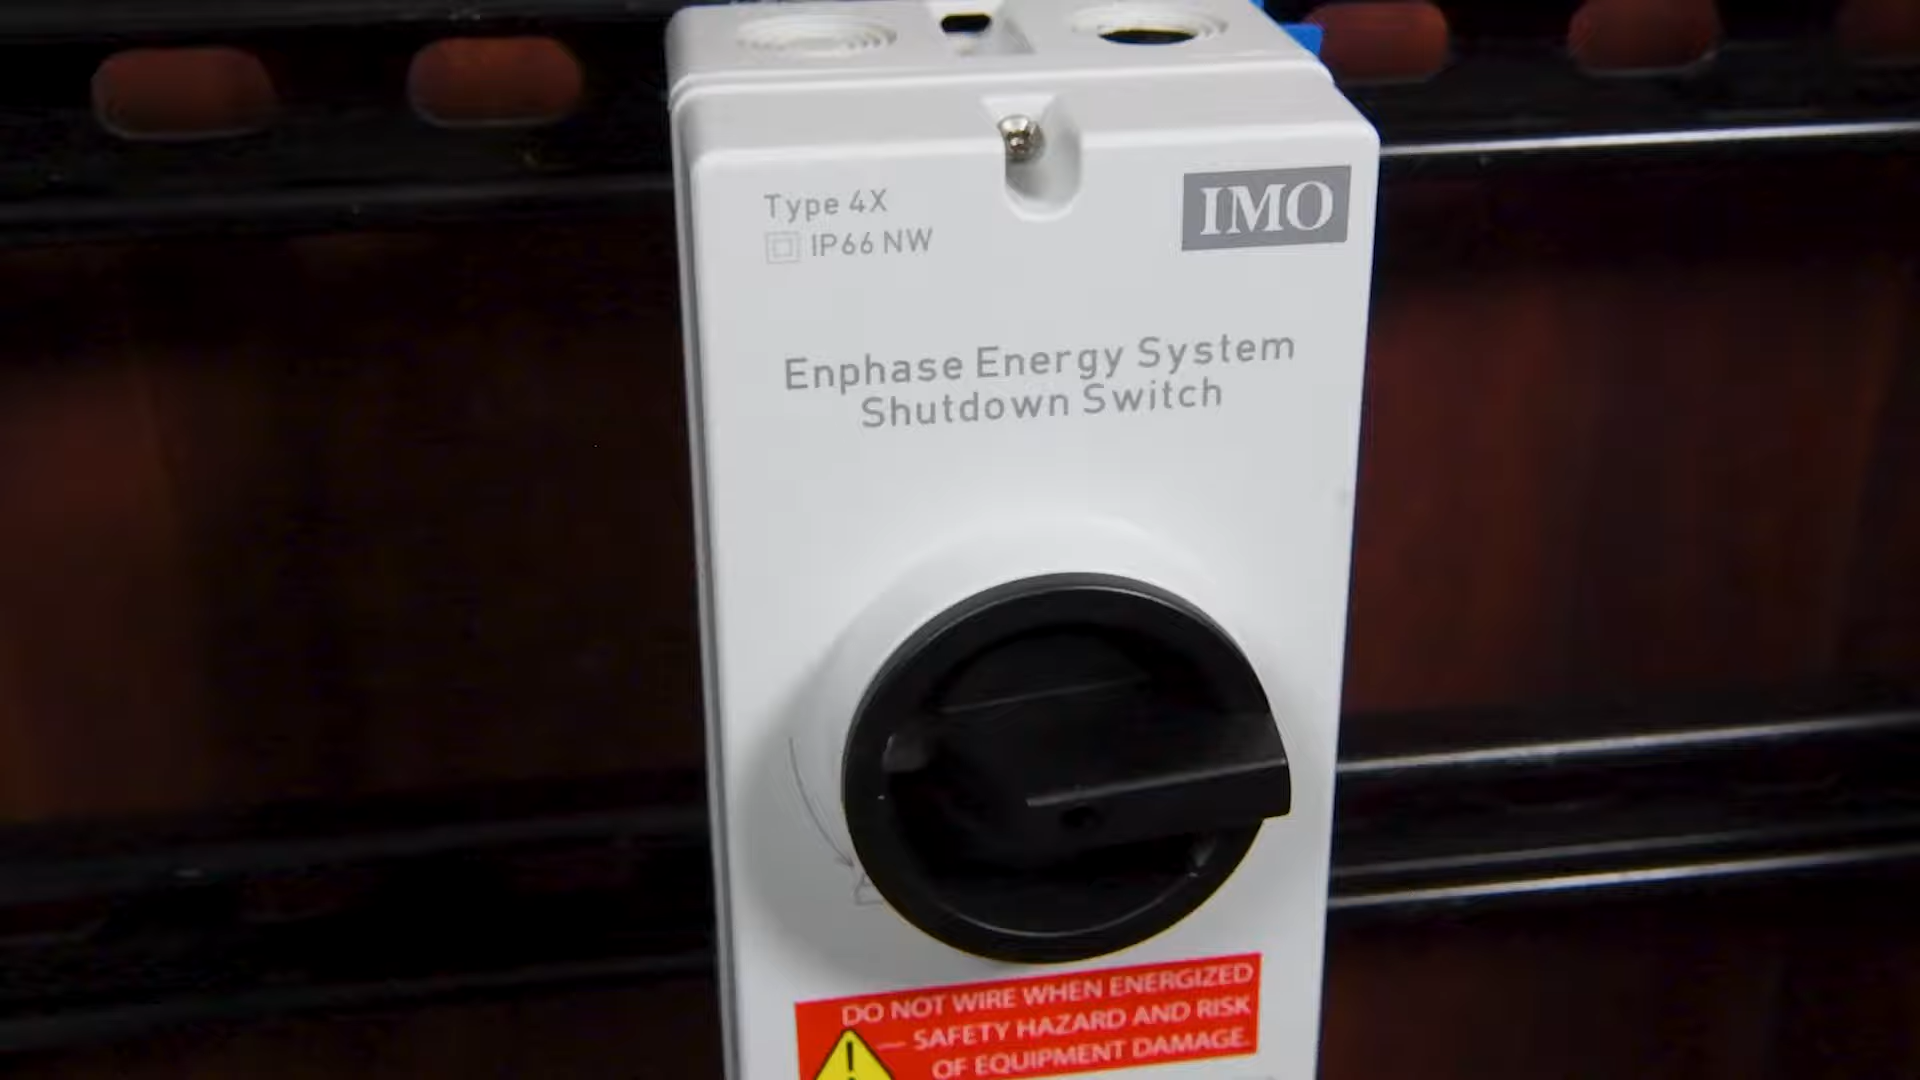 Type 4X
IP66 NW
IMO
Enphase Energy System
Shutdown Switch
DO NOT WIRE WHEN ENERGIZED
— SAFETY HAZARD AND RISK
OF EQUIPMENT DAMAGE.